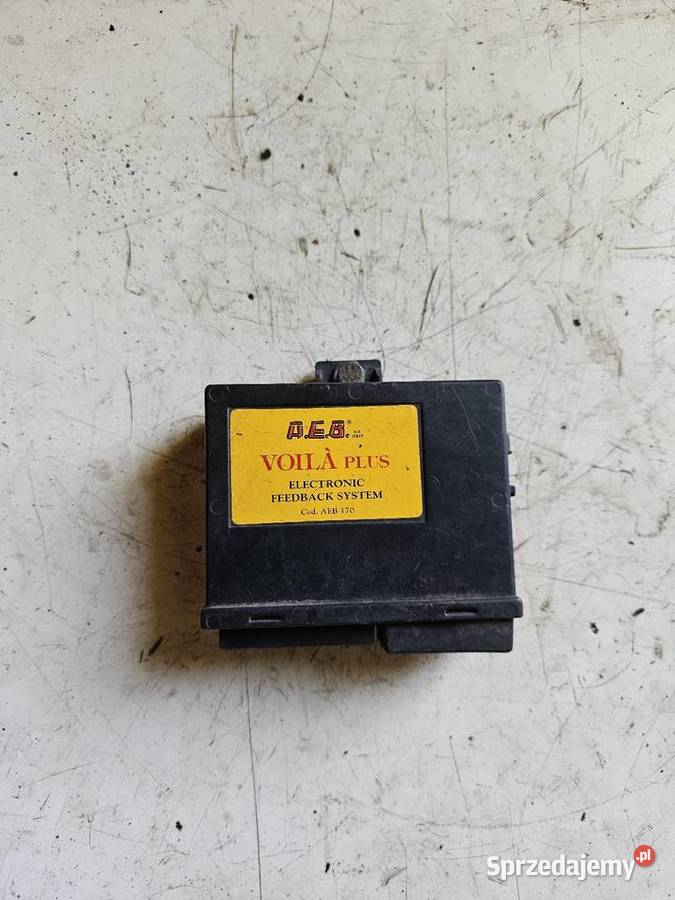 A.E.B.®
VOILÀ PLUS
ELECTRONIC
FEEDBACK SYSTEM
Cod. AEB 170
Sprzedajemy.pl